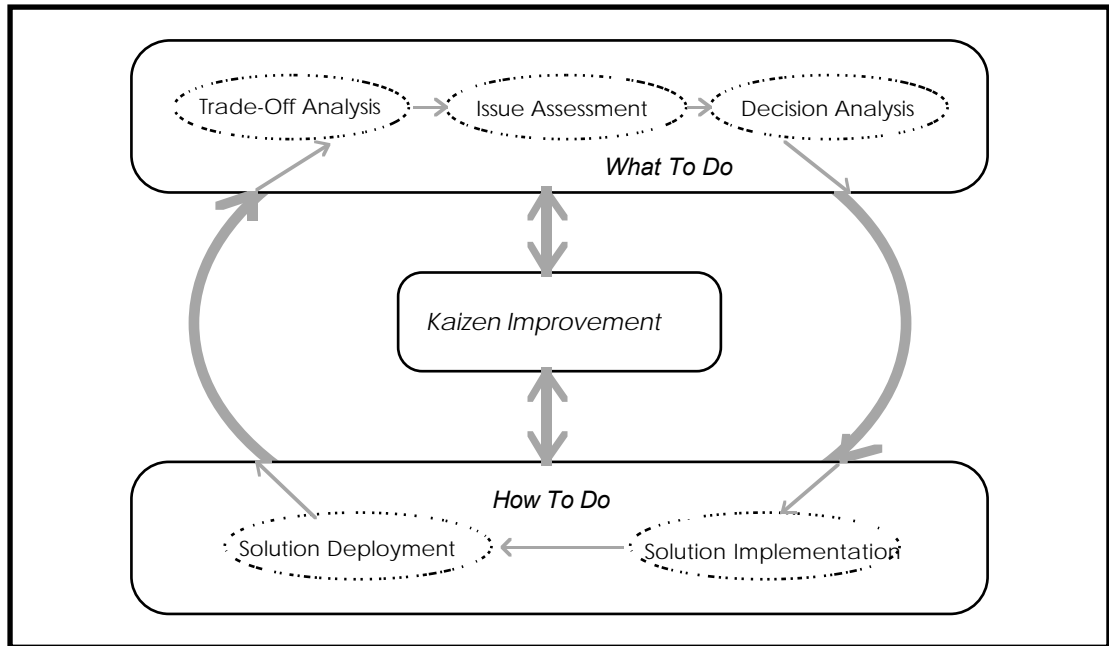 Trade-Off Analysis
Issue Assessment
Decision Analysis
What To Do
Kaizen Improvement
How To Do
Solution Deployment
Solution Implementation